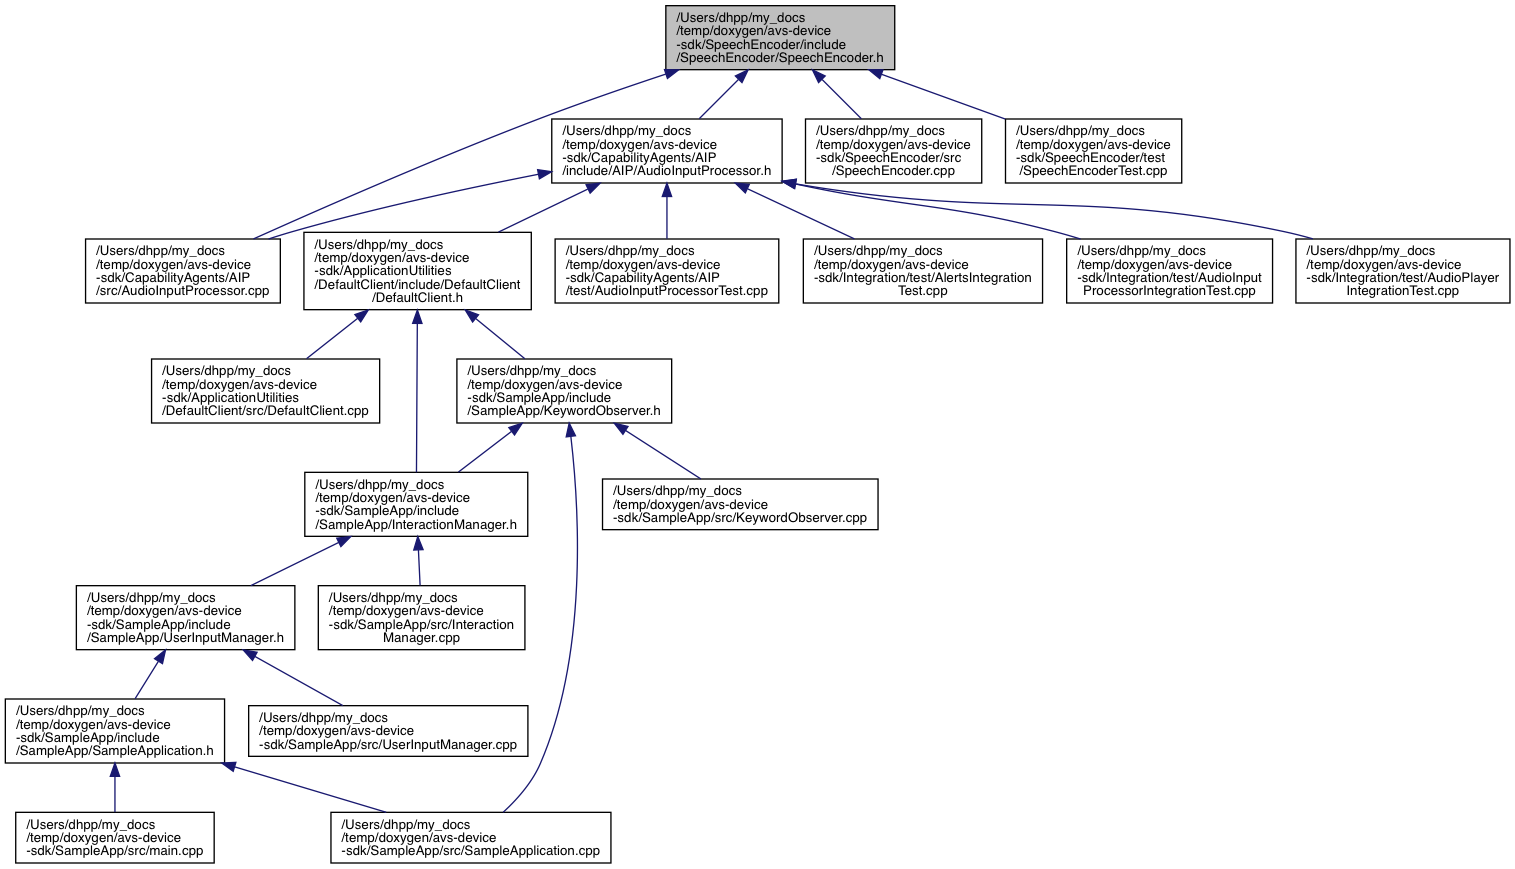 /Users/dhpp/my_docs
/temp/doxygen/avs-device
-sdk/SpeechEncoder/include
/SpeechEncoder/SpeechEncoder.h
/Users/dhpp/my_docs
/temp/doxygen/avs-device
-sdk/CapabilityAgents/AIP
/include/AIP/AudioInputProcessor.h
/Users/dhpp/my_docs
/temp/doxygen/avs-device
-sdk/SpeechEncoder/src
/SpeechEncoder.cpp
/Users/dhpp/my_docs
/temp/doxygen/avs-device
-sdk/SpeechEncoder/test
/SpeechEncoderTest.cpp
/Users/dhpp/my_docs
/temp/doxygen/avs-device
-sdk/CapabilityAgents/AIP
/src/AudioInputProcessor.cpp
/Users/dhpp/my_docs
/temp/doxygen/avs-device
-sdk/ApplicationUtilities
/DefaultClient/include/DefaultClient
/DefaultClient.h
/Users/dhpp/my_docs
/temp/doxygen/avs-device
-sdk/CapabilityAgents/AIP
/test/AudioInputProcessorTest.cpp
/Users/dhpp/my_docs
/temp/doxygen/avs-device
-sdk/Integration/test/AlertsIntegration
Test.cpp
/Users/dhpp/my_docs
/temp/doxygen/avs-device
-sdk/Integration/test/AudioInput
ProcessorIntegrationTest.cpp
/Users/dhpp/my_docs
/temp/doxygen/avs-device
-sdk/Integration/test/AudioPlayer
IntegrationTest.cpp
/Users/dhpp/my_docs
/temp/doxygen/avs-device
-sdk/ApplicationUtilities
/DefaultClient/src/DefaultClient.cpp
/Users/dhpp/my_docs
/temp/doxygen/avs-device
-sdk/SampleApp/include
/SampleApp/KeywordObserver.h
/Users/dhpp/my_docs
/temp/doxygen/avs-device
-sdk/SampleApp/include
/SampleApp/InteractionManager.h
/Users/dhpp/my_docs
/temp/doxygen/avs-device
-sdk/SampleApp/src/KeywordObserver.cpp
/Users/dhpp/my_docs
/temp/doxygen/avs-device
-sdk/SampleApp/include
/SampleApp/UserInputManager.h
/Users/dhpp/my_docs
/temp/doxygen/avs-device
-sdk/SampleApp/src/Interaction
Manager.cpp
/Users/dhpp/my_docs
/temp/doxygen/avs-device
-sdk/SampleApp/include
/SampleApp/SampleApplication.h
/Users/dhpp/my_docs
/temp/doxygen/avs-device
-sdk/SampleApp/src/UserInputManager.cpp
/Users/dhpp/my_docs
/temp/doxygen/avs-device
-sdk/SampleApp/src/main.cpp
/Users/dhpp/my_docs
/temp/doxygen/avs-device
-sdk/SampleApp/src/SampleApplication.cpp